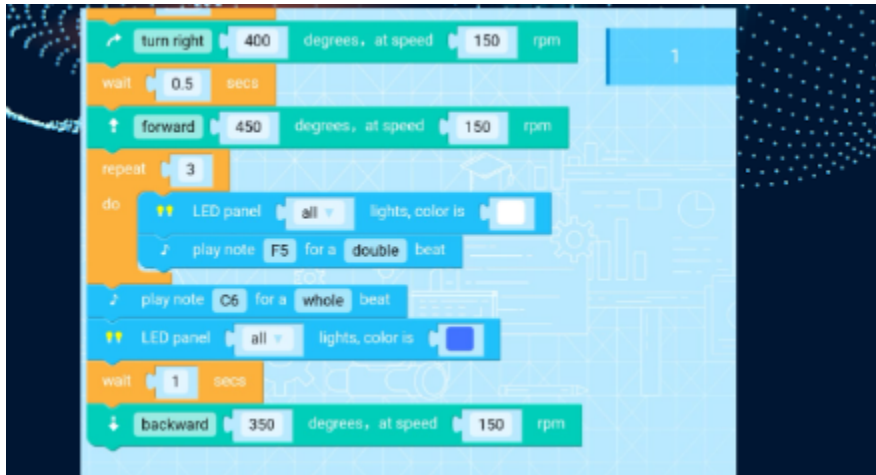 turn right 400 degrees, at speed 150 rpm
1
wait 0.5 secs
forward 450 degrees, at speed 150 rpm
repeat 3
do LED panel all lights, color is
play note F5 for a double beat
play note C6 for a whole beat
LED panel all lights, color is
wait 1 secs
backward 350 degrees, at speed 150 rpm